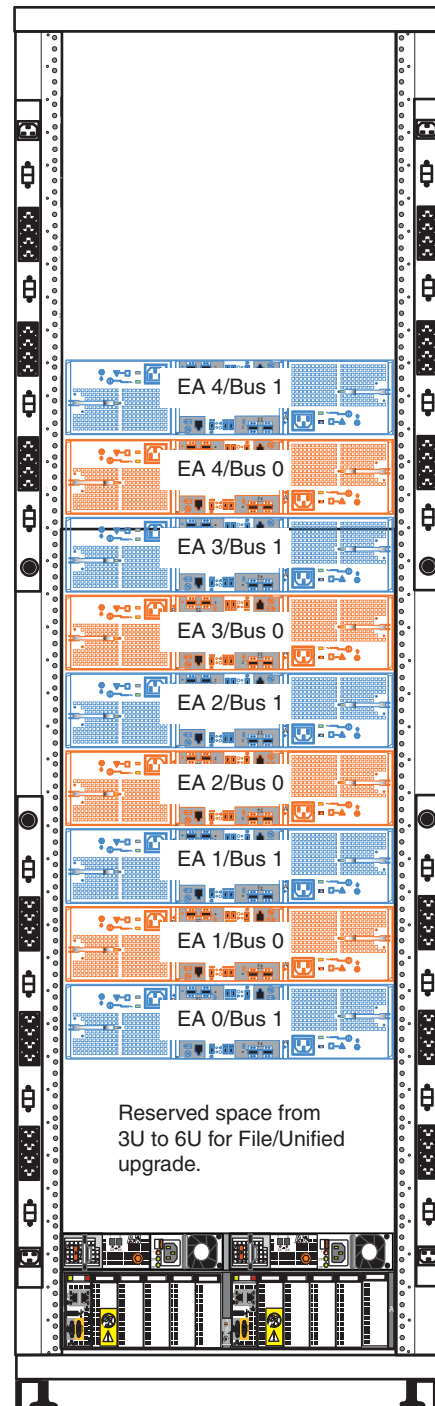 EA 4/Bus 1
EA 4/Bus 0
EA 3/Bus 1
EA 3/Bus 0
EA 2/Bus 1
EA 2/Bus 0
EA 1/Bus 1
EA 1/Bus 0
EA 0/Bus 1
Reserved space from
3U to 6U for File/Unified
upgrade.